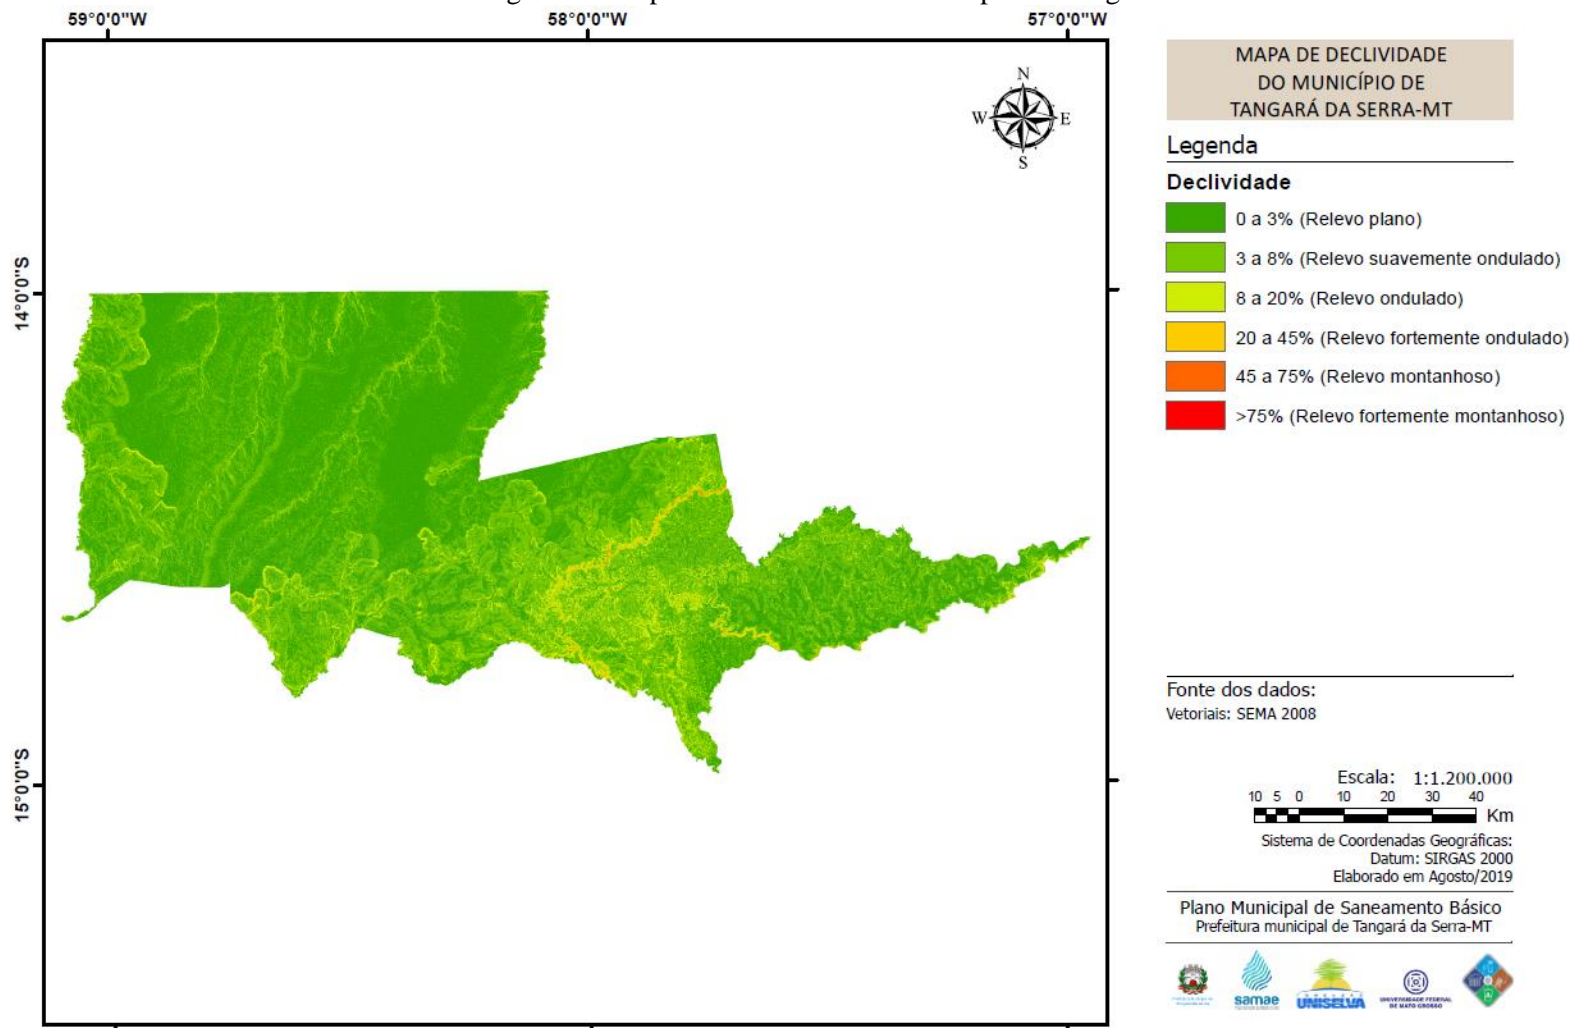 59°0'0"W
58°0'0"W
57°0'0"W
14°0'0"S
15°0'0"S
N
W
E
S
MAPA DE DECLIVIDADE
DO MUNICÍPIO DE
TANGARÁ DA SERRA-MT
Legenda
Declividade
0 a 3% (Relevo plano)
3 a 8% (Relevo suavemente ondulado)
8 a 20% (Relevo ondulado)
20 a 45% (Relevo fortemente ondulado)
45 a 75% (Relevo montanhoso)
>75% (Relevo fortemente montanhoso)
Fonte dos dados:
Vetoriais: SEMA 2008
Escala: 1:1.200.000
10 5 0 10 20 30 40
Km
Sistema de Coordenadas Geográficas:
Datum: SIRGAS 2000
Elaborado em Agosto/2019
Plano Municipal de Saneamento Básico
Prefeitura municipal de Tangará da Serra-MT
samae
UNISELVA
UNIVERSIDADE FEDERAL
DE MATO GROSSO